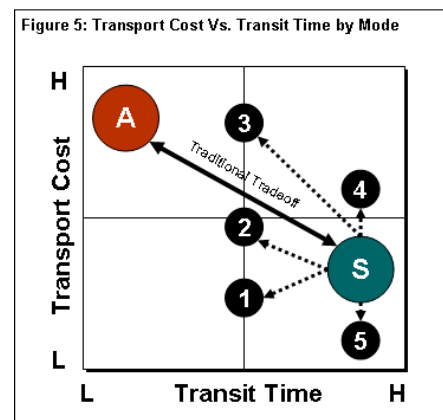 Figure 5: Transport Cost Vs. Transit Time by Mode
H
A
3
Traditional Tradeoff
4
Transport Cost
2
S
1
5
L
L
Transit Time
H